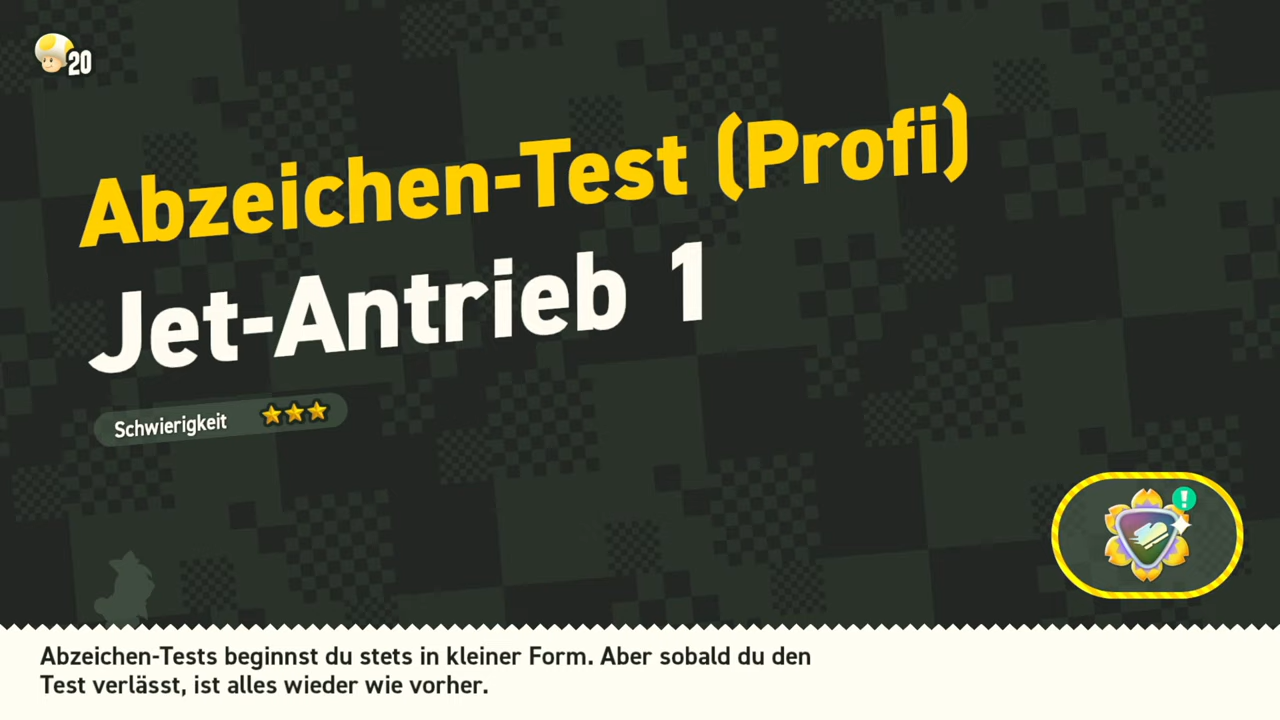 20
Abzeichen-Test (Profi)
Jet-Antrieb 1
Schwierigkeit
!
Abzeichen-Tests beginnst du stets in kleiner Form. Aber sobald du den
Test verlässt, ist alles wieder wie vorher.